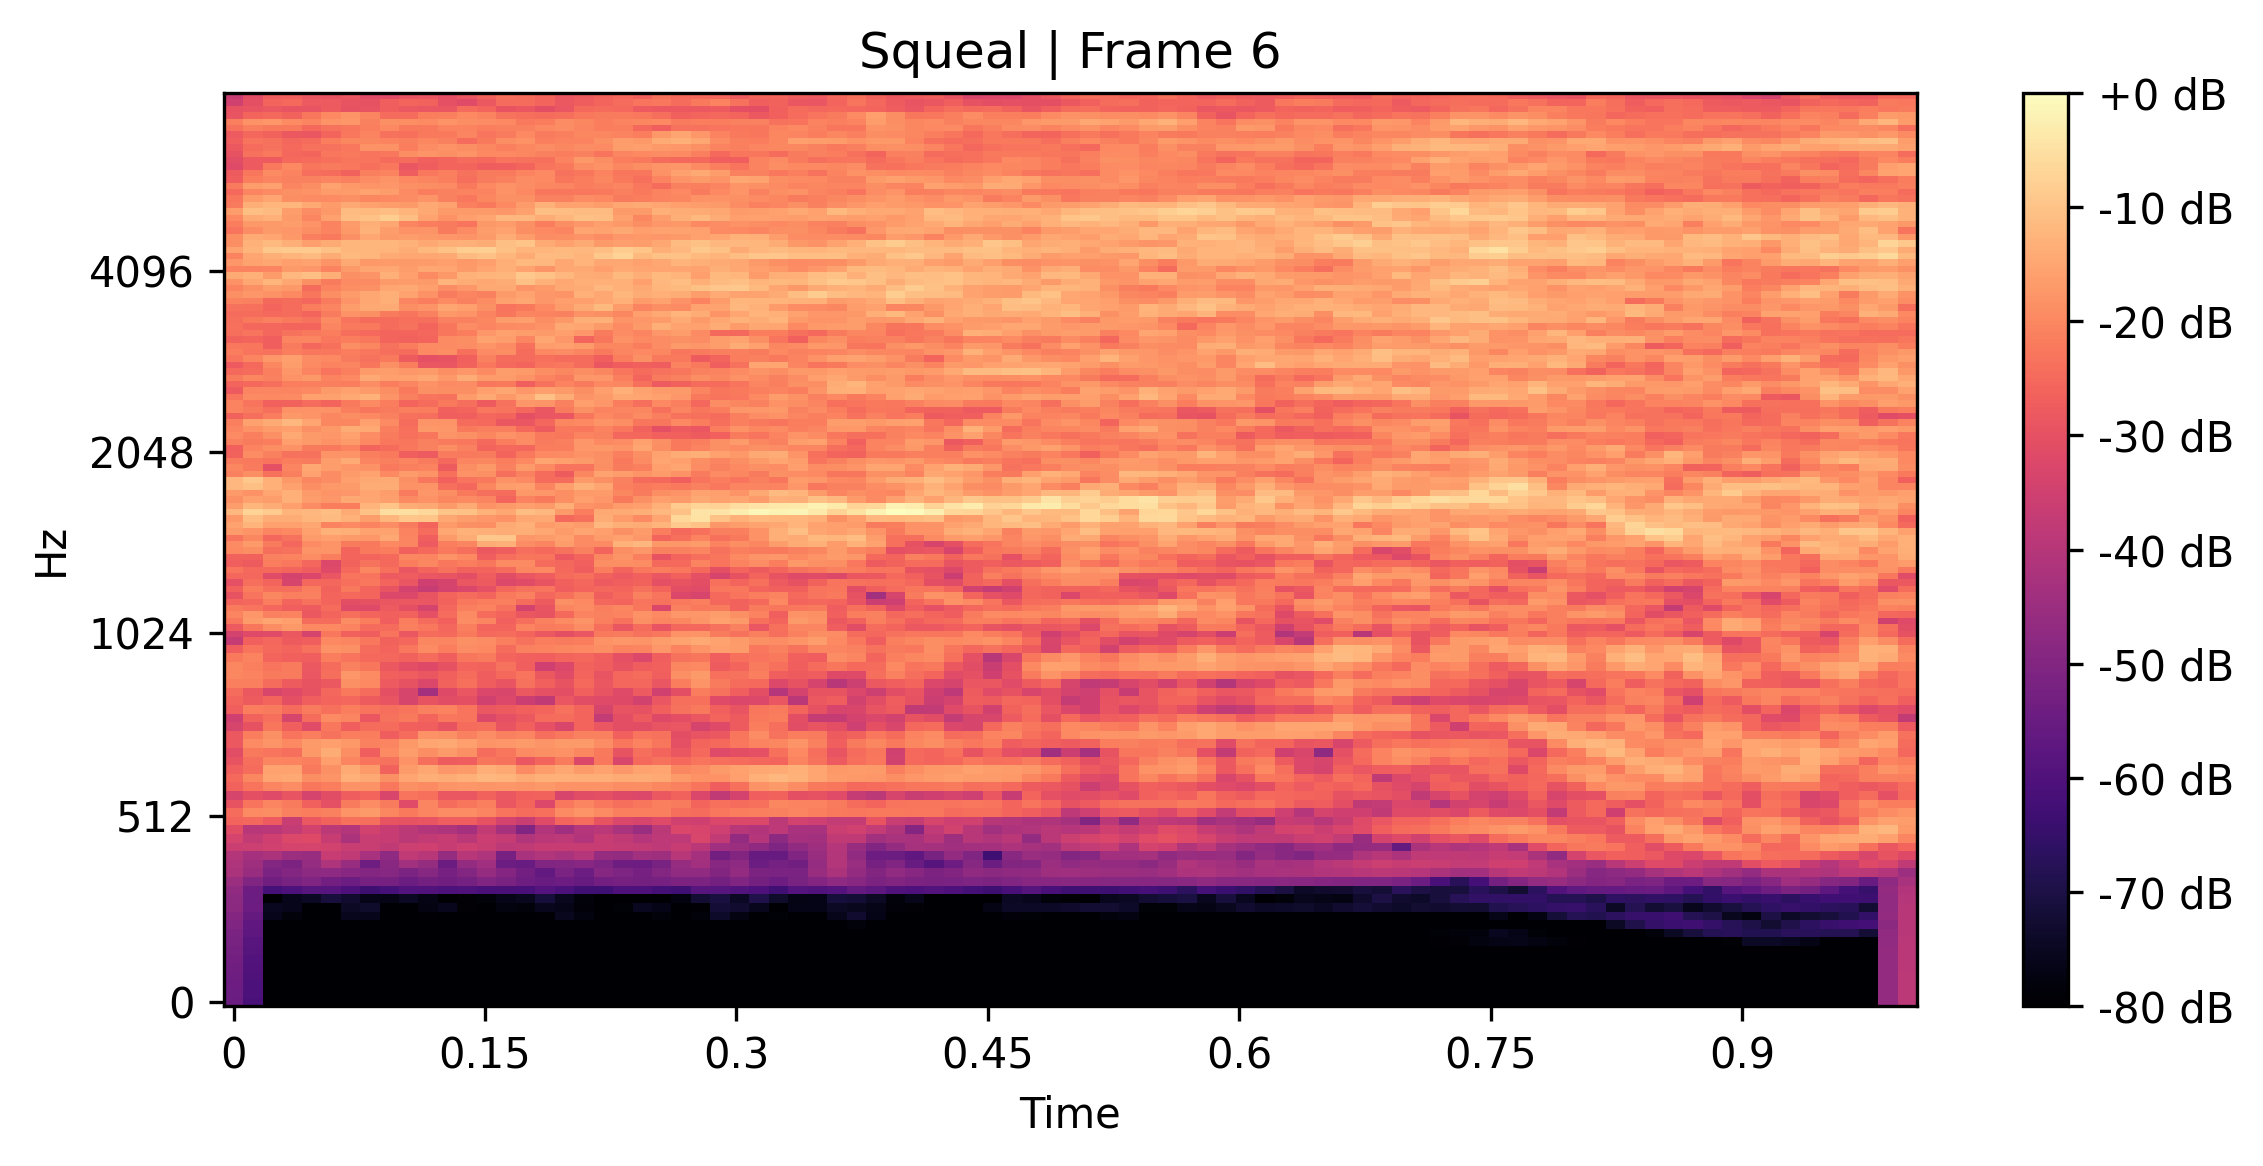 Squeal | Frame 6
+0 dB
-10 dB
-20 dB
-30 dB
-40 dB
-50 dB
-60 dB
-70 dB
-80 dB
Hz
4096
2048
1024
512
0
0 0.15 0.3 0.45 0.6 0.75 0.9
Time